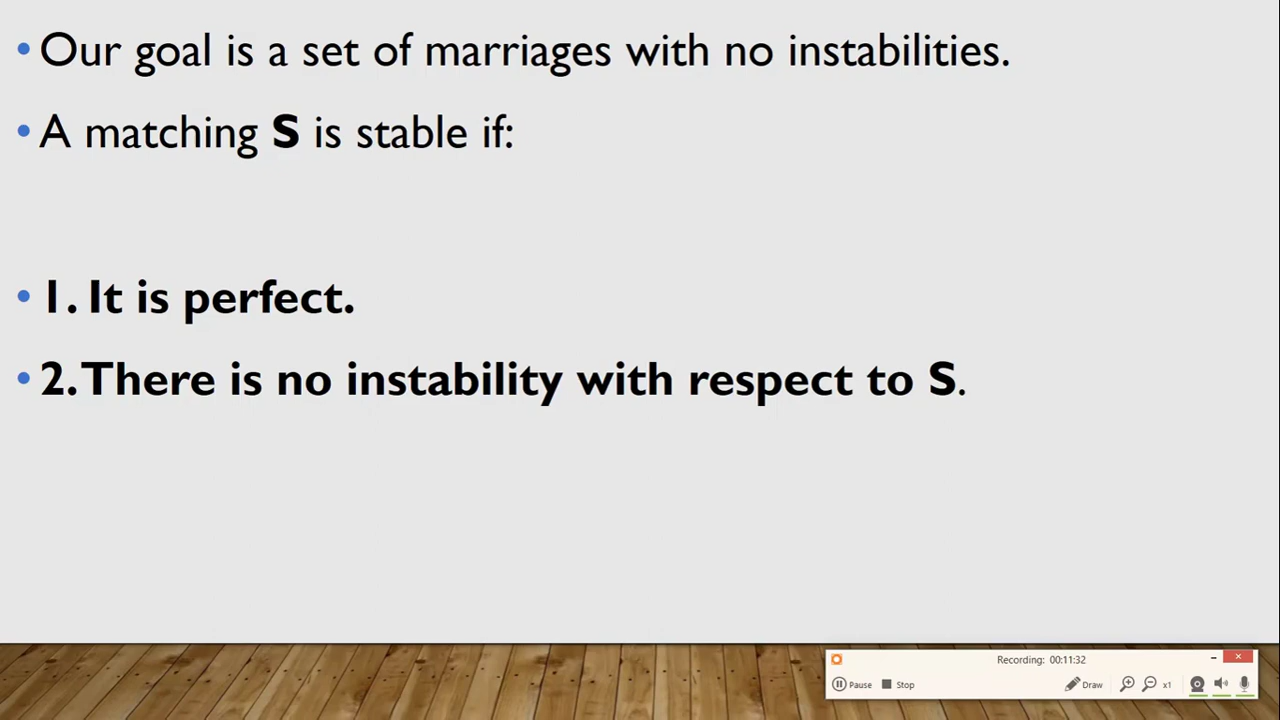 • Our goal is a set of marriages with no instabilities.
• A matching S is stable if:
• 1. It is perfect.
• 2. There is no instability with respect to S.
Recording: 00:11:32
Pause Stop Draw x1